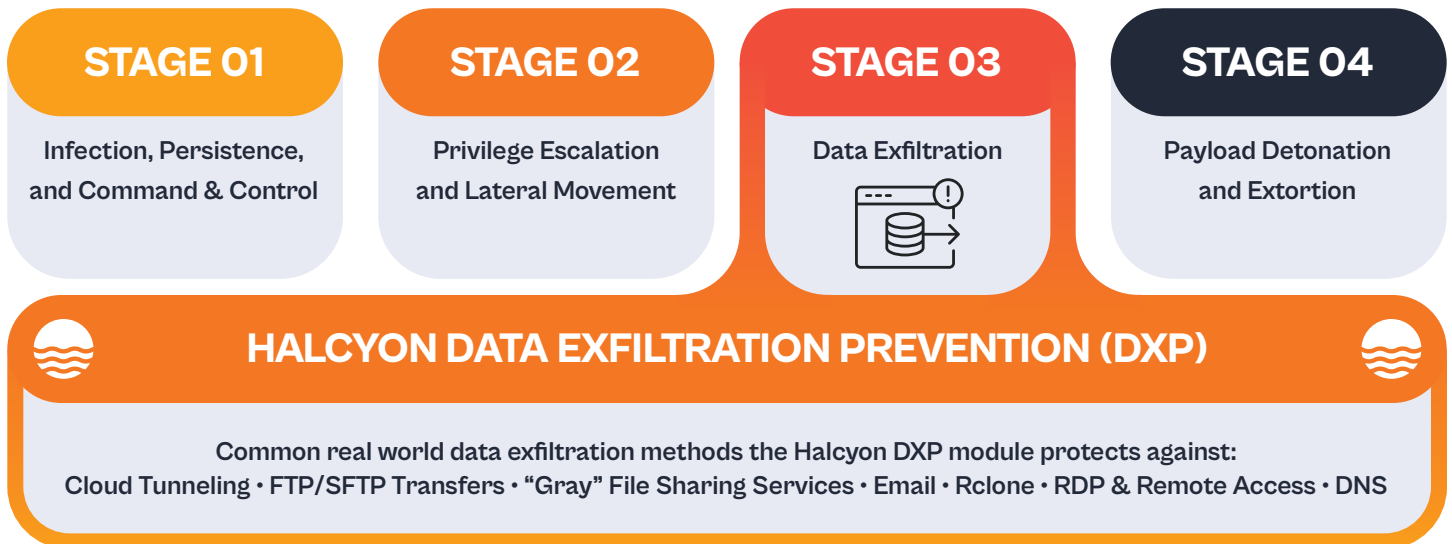 STAGE 01
Infection, Persistence,
and Command & Control
STAGE 02
Privilege Escalation
and Lateral Movement
STAGE 03
Data Exfiltration
STAGE 04
Payload Detonation
and Extortion
HALCYON DATA EXFILTRATION PREVENTION (DXP)
Common real world data exfiltration methods the Halcyon DXP module protects against:
Cloud Tunneling • FTP/SFTP Transfers • “Gray” File Sharing Services • Email • Rclone • RDP & Remote Access • DNS